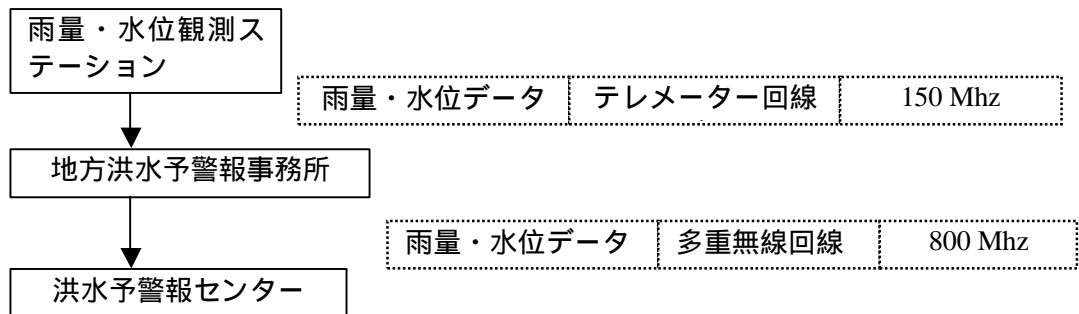 雨量・水位観測ス
テーション
雨量・水位データ テレメーター回線 150 Mhz
地方洪水予警報事務所
雨量・水位データ 多重無線回線 800 Mhz
洪水予警報センター